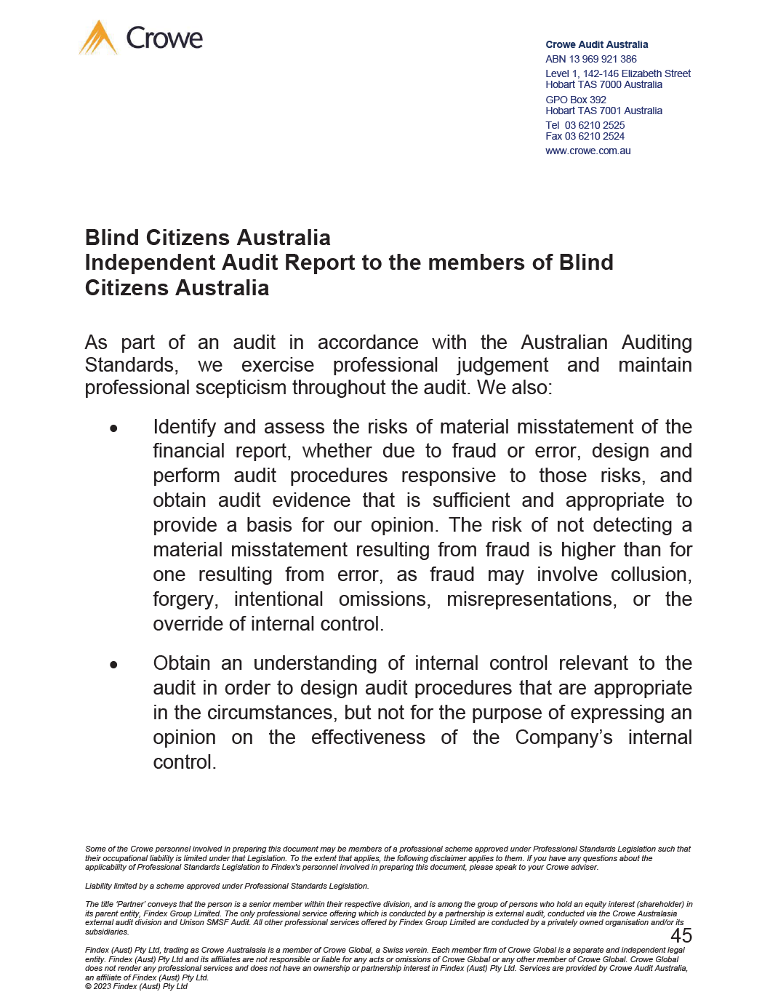 Crowe
Crowe Audit Australia
ABN 13 969 921 386
Level 1, 142-146 Elizabeth Street
Hobart TAS 7000 Australia
GPO Box 392
Hobart TAS 7001 Australia
Tel  03 6210 2525
Fax 03 6210 2524
www.crowe.com.au
Blind Citizens Australia
Independent Audit Report to the members of Blind
Citizens Australia
As part of an audit in accordance with the Australian Auditing
Standards, we exercise professional judgement and maintain
professional scepticism throughout the audit. We also:
• Identify and assess the risks of material misstatement of the
financial report, whether due to fraud or error, design and
perform audit procedures responsive to those risks, and
obtain audit evidence that is sufficient and appropriate to
provide a basis for our opinion. The risk of not detecting a
material misstatement resulting from fraud is higher than for
one resulting from error, as fraud may involve collusion,
forgery, intentional omissions, misrepresentations, or the
override of internal control.
• Obtain an understanding of internal control relevant to the
audit in order to design audit procedures that are appropriate
in the circumstances, but not for the purpose of expressing an
opinion on the effectiveness of the Company’s internal
control.
Some of the Crowe personnel involved in preparing this document may be members of a professional scheme approved under Professional Standards Legislation such that
their occupational liability is limited under that Legislation. To the extent that applies, the following disclaimer applies to them. If you have any questions about the
applicability of Professional Standards Legislation to Findex's personnel involved in preparing this document, please speak to your Crowe adviser.
Liability limited by a scheme approved under Professional Standards Legislation.
The title ‘Partner’ conveys that the person is a senior member within their respective division, and is among the group of persons who hold an equity interest (shareholder) in
its parent entity, Findex Group Limited. The only professional service offering which is conducted by a partnership is external audit, conducted via the Crowe Australasia
external audit division and Unison SMSF Audit. All other professional services offered by Findex Group Limited are conducted by a privately owned organisation and/or its
subsidiaries.
45
Findex (Aust) Pty Ltd, trading as Crowe Australasia is a member of Crowe Global, a Swiss verein. Each member firm of Crowe Global is a separate and independent legal
entity. Findex (Aust) Pty Ltd and its affiliates are not responsible or liable for any acts or omissions of Crowe Global or any other member of Crowe Global. Crowe Global
does not render any professional services and does not have an ownership or partnership interest in Findex (Aust) Pty Ltd. Services are provided by Crowe Audit Australia,
an affiliate of Findex (Aust) Pty Ltd.
© 2023 Findex (Aust) Pty Ltd